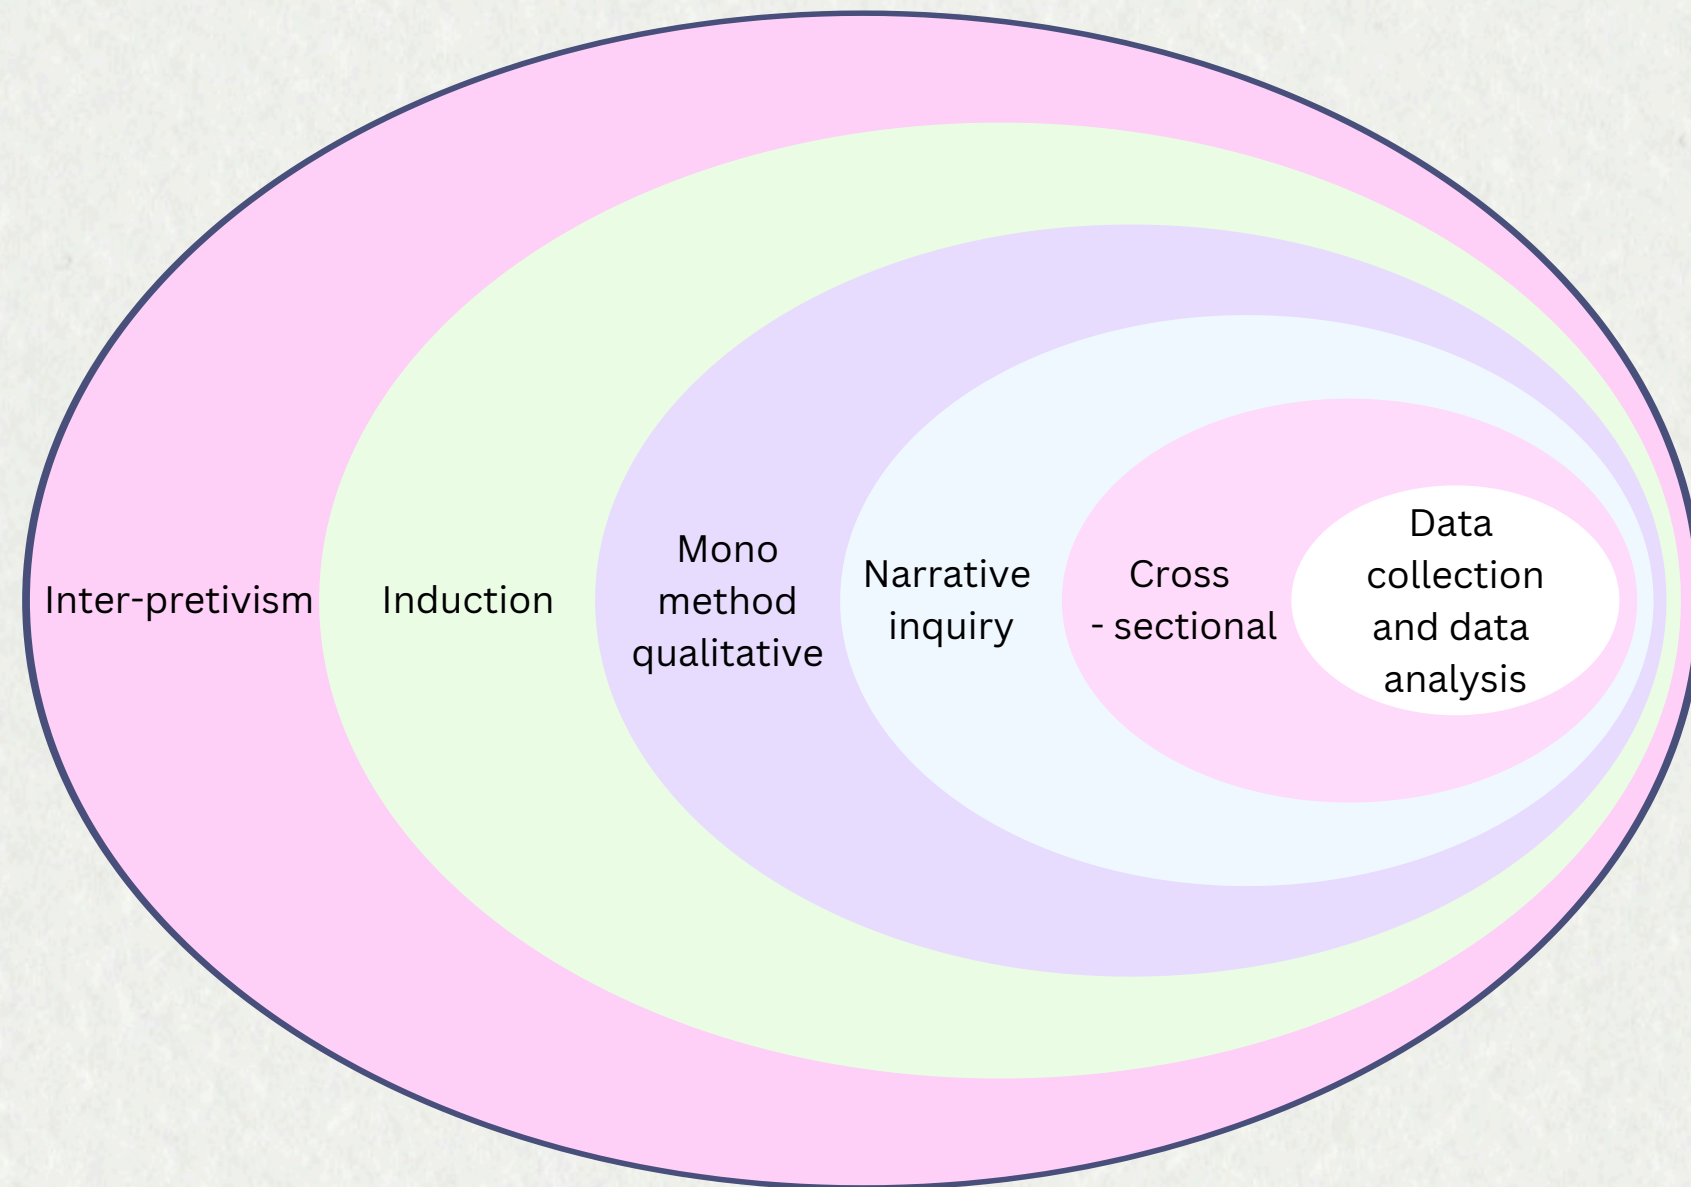 Inter-pretivism
Induction
Mono
method
qualitative
Narrative
inquiry
Cross
- sectional
Data
collection
and data
analysis